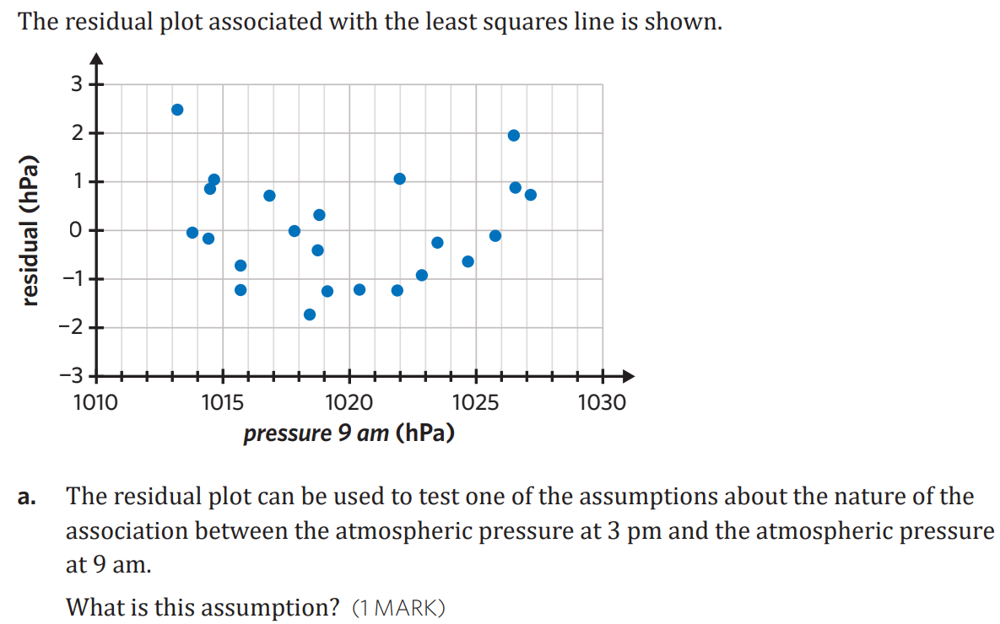 The residual plot associated with the least squares line is shown.
3
2
1
0
−1
−2
−3
residual (hPa)
1010 1015 1020 1025 1030
pressure 9 am (hPa)
a. The residual plot can be used to test one of the assumptions about the nature of the
association between the atmospheric pressure at 3 pm and the atmospheric pressure
at 9 am.
What is this assumption? (1 MARK)